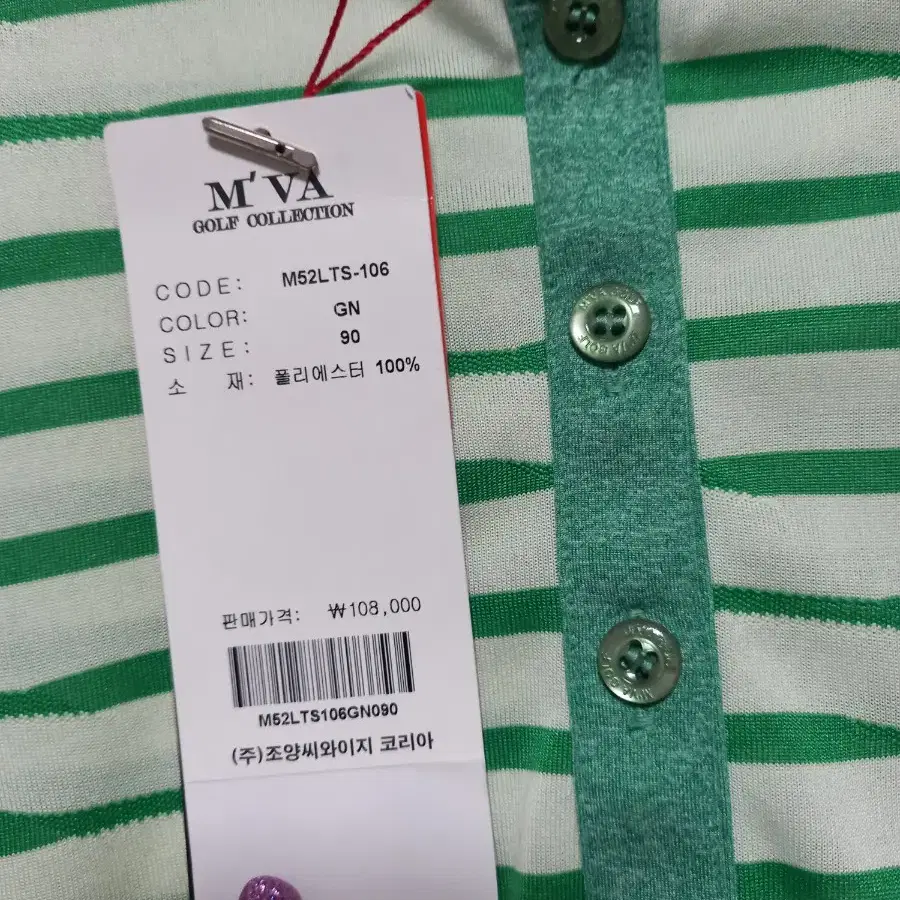 M'VA
GOLF COLLECTION
CODE: M52LTS-106
COLOR: GN
SIZE: 90
소 재: 폴리에스터 100%
판매가격: ₩108,000
M52LTS106GN090
(주)조양씨와이지 코리아